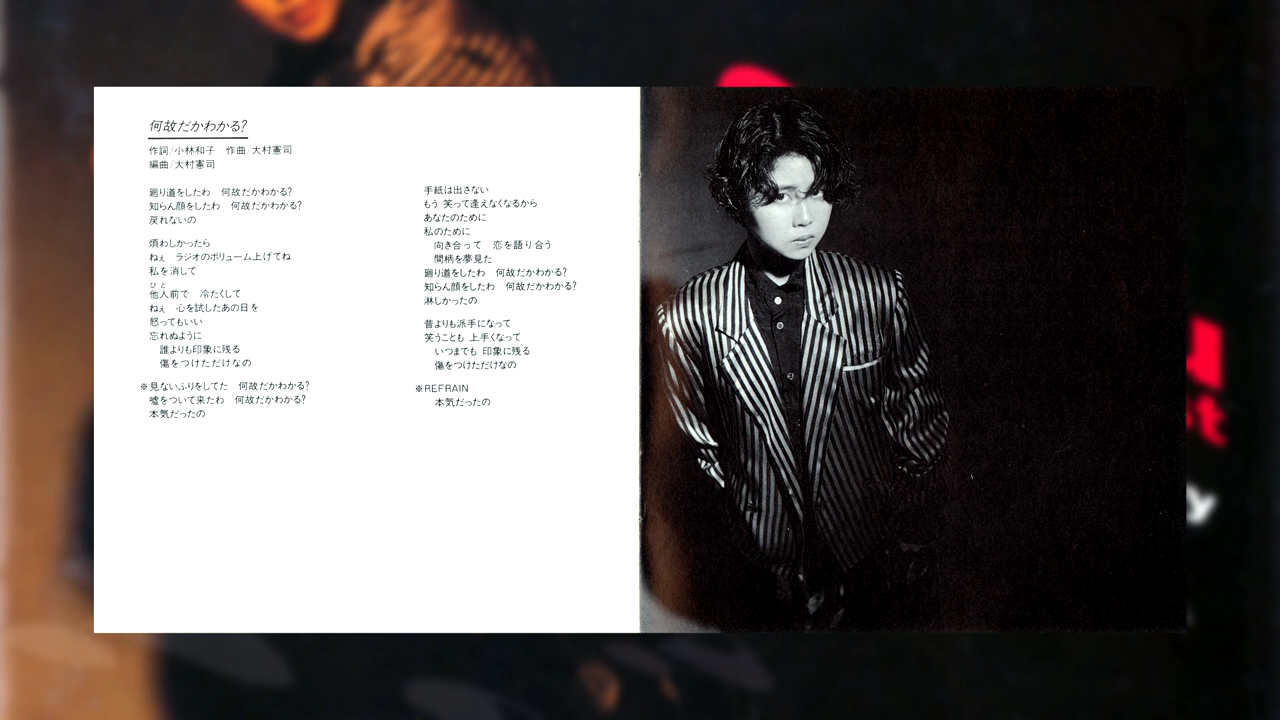 何故だかわかる?
作詞/小林和子　作曲/大村憲司
編曲/大村憲司
廻り道をしたわ　何故だかわかる?
知らん顔をしたわ　何故だかわかる?
戻れないの
煩わしかったら
ねぇ　ラジオのボリューム上げてね
私を消して
ひと
他人前で　冷たくして
ねぇ　心を試したあの日を
怒ってもいい
忘れぬように
誰よりも印象に残る
傷をつけただけなの
※見ないふりをしてた　何故だかわかる?
嘘をついて来たわ　何故だかわかる?
本気だったの
手紙は出さない
もう 笑って逢えなくなるから
あなたのために
私のために
向き合って　恋を語り合う
間柄を夢見た
廻り道をしたわ　何故だかわかる?
知らん顔をしたわ　何故だかわかる?
淋しかったの
昔よりも派手になって
笑うことも 上手くなって
いつまでも 印象に残る
傷をつけただけなの
※REFRAIN
本気だったの